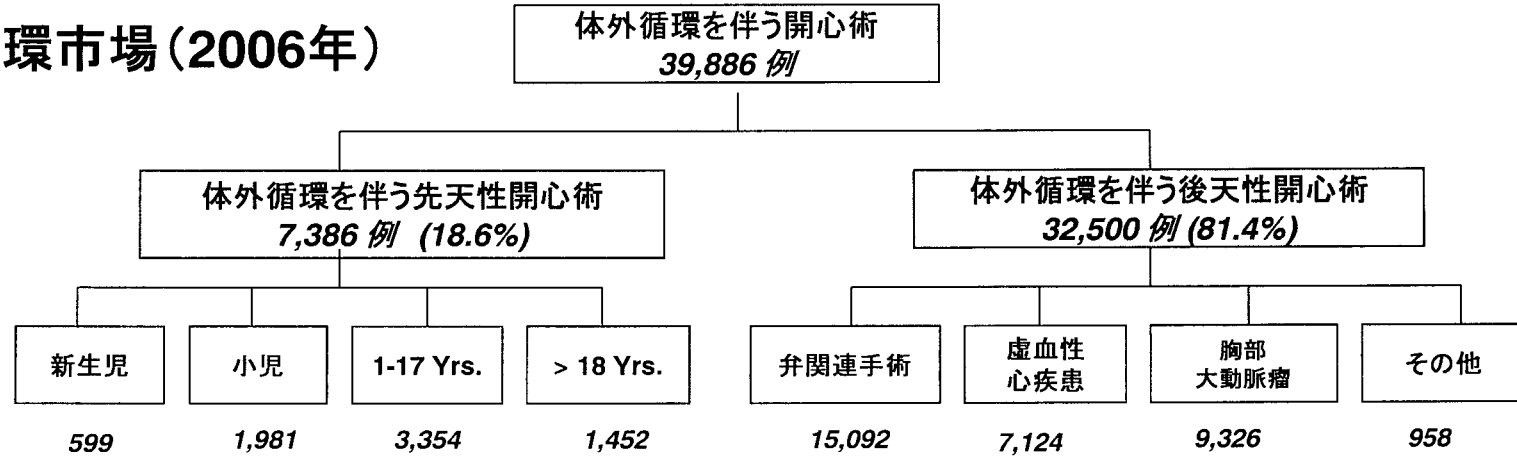 環市場（2006年）
体外循環を伴う開心術
39,886 例
体外循環を伴う先天性開心術
7,386 例 (18.6%)
体外循環を伴う後天性開心術
32,500 例 (81.4%)
新生児
小児
1-17 Yrs.
> 18 Yrs.
弁関連手術
虚血性
心疾患
胸部
大動脈瘤
その他
599
1,981
3,354
1,452
15,092
7,124
9,326
958